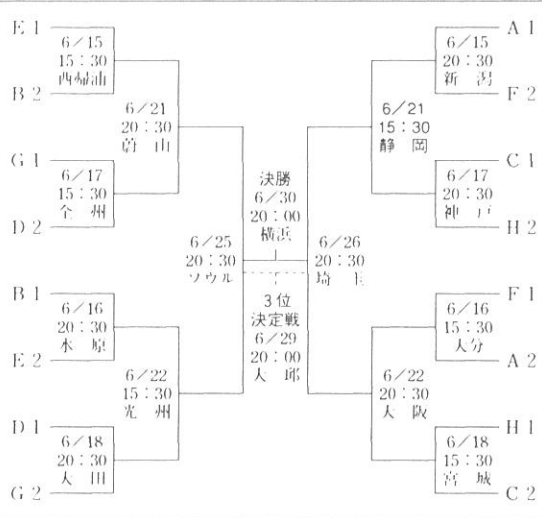 E 1
6/15
15:30
西帰浦
B 2
6/21
20:30
蔚山
G 1
6/17
15:30
全州
D 2
6/25
20:30
ソウル
B 1
6/16
20:30
水原
E 2
6/22
15:30
光州
D 1
6/18
20:30
大田
G 2
決勝
6/30
20:00
横浜
3位
決定戦
6/29
20:00
大邱
A 1
6/15
20:30
新潟
F 2
6/21
15:30
静岡
C 1
6/17
20:30
神戸
H 2
6/26
20:30
埼玉
F 1
6/16
15:30
大分
A 2
6/22
20:30
大阪
H 1
6/18
15:30
宮城
C 2